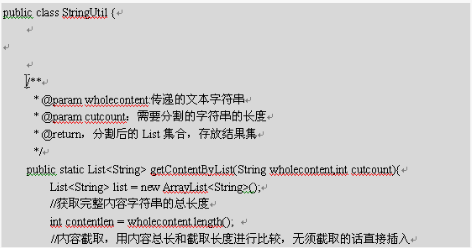 public class StringUtil {
/**
* @param wholecontent:传递的文本字符串
* @param cutcount：需要分割的字符串的长度
* @return，分割后的 List 集合，存放结果集
*/
public static List<String> getContentByList(String wholecontent,int cutcount){
List<String> list = new ArrayList<String>();
//获取完整内容字符串的总长度
int contentlen = wholecontent.length();
//内容截取，用内容总长和截取长度进行比较，无须截取的话直接插入